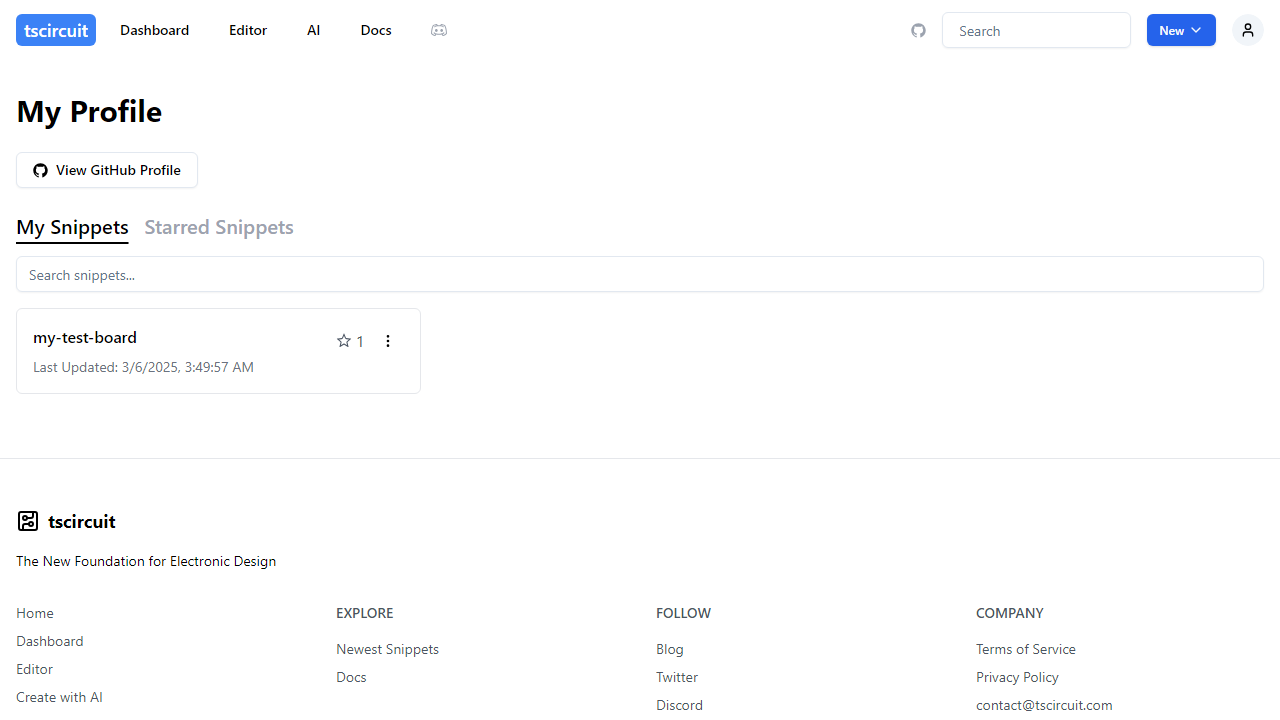 tscircuit
Dashboard
Editor
AI
Docs
Search
New
My Profile
View GitHub Profile
My Snippets
Starred Snippets
Search snippets...
my-test-board
1
Last Updated: 3/6/2025, 3:49:57 AM
tscircuit
The New Foundation for Electronic Design
Home
Dashboard
Editor
Create with AI
EXPLORE
Newest Snippets
Docs
FOLLOW
Blog
Twitter
Discord
COMPANY
Terms of Service
Privacy Policy
contact@tscircuit.com